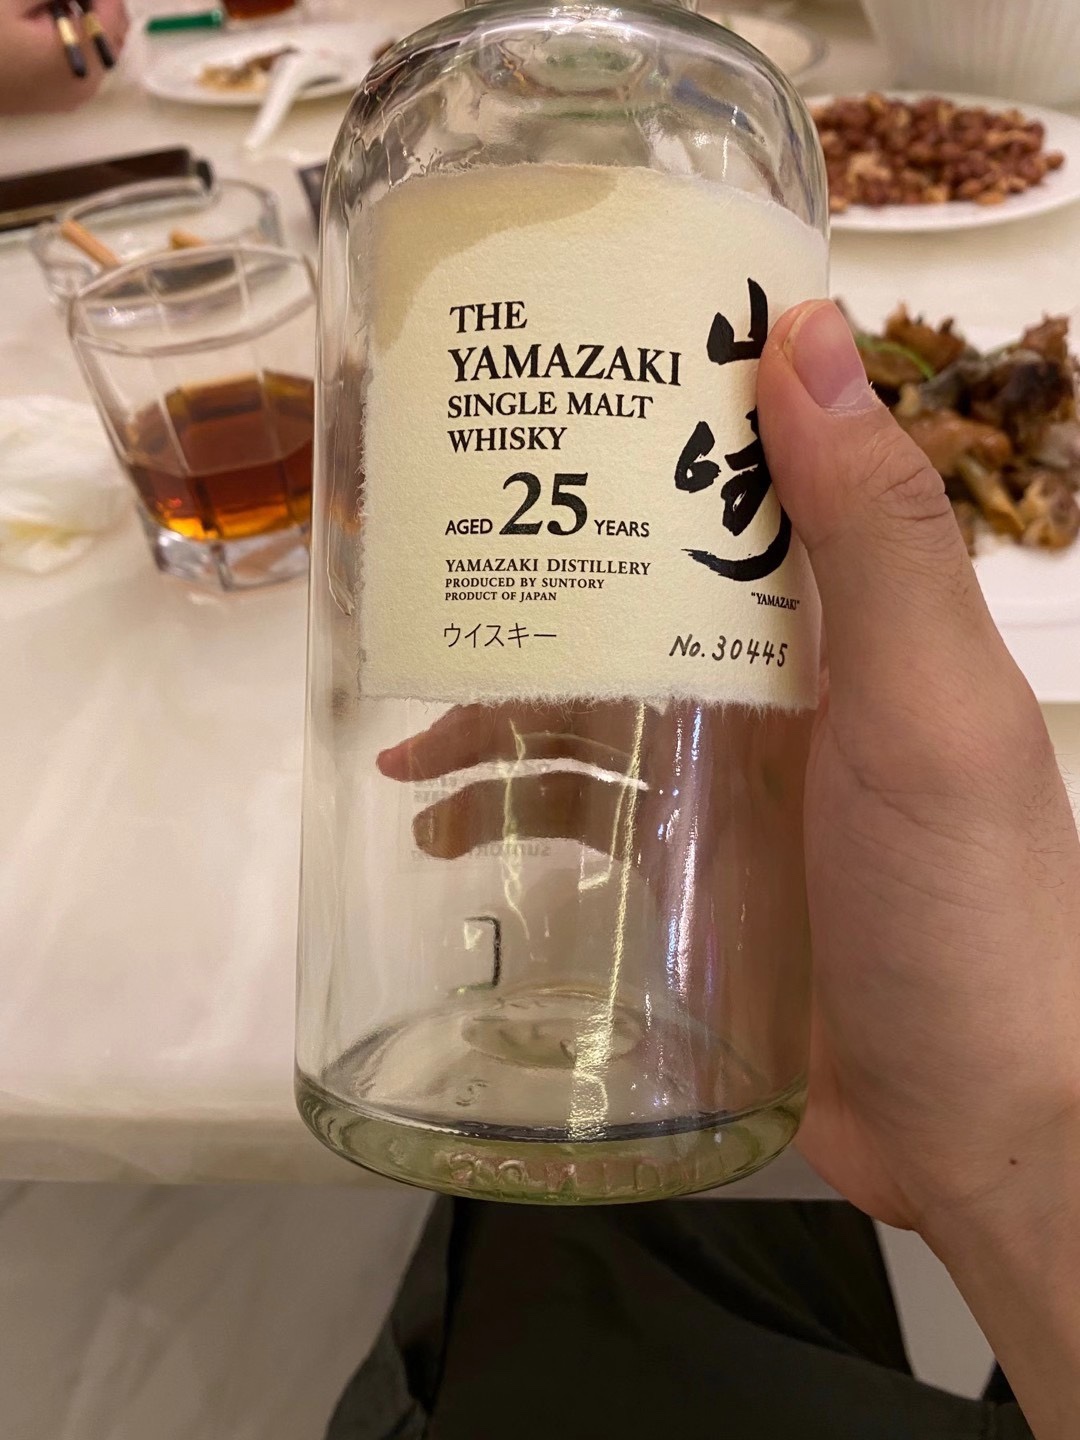 THE
YAMAZAKI
SINGLE MALT
WHISKY
AGED 25 YEARS
YAMAZAKI DISTILLERY
PRODUCED BY SUNTORY
PRODUCT OF JAPAN
ウイスキー
山
崎
"YAMAZAKI"
No. 30445